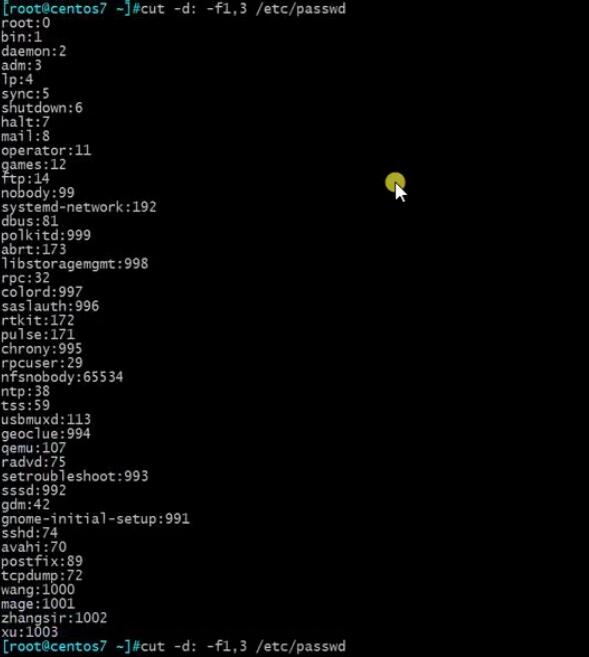 [root@centos7 ~]#cut -d: -f1,3 /etc/passwd
root:0
bin:1
daemon:2
adm:3
lp:4
sync:5
shutdown:6
halt:7
mail:8
operator:11
games:12
ftp:14
nobody:99
systemd-network:192
dbus:81
polkitd:999
abrt:173
libstoragemgmt:998
rpc:32
colord:997
saslauth:996
rtkit:172
pulse:171
chrony:995
rpcuser:29
nfsnobody:65534
ntp:38
tss:59
usbmuxd:113
geoclue:994
qemu:107
radvd:75
setroubleshoot:993
sssd:992
gdm:42
gnome-initial-setup:991
sshd:74
avahi:70
postfix:89
tcpdump:72
wang:1000
mage:1001
zhangsir:1002
xu:1003
[root@centos7 ~]#cut -d: -f1,3 /etc/passwd